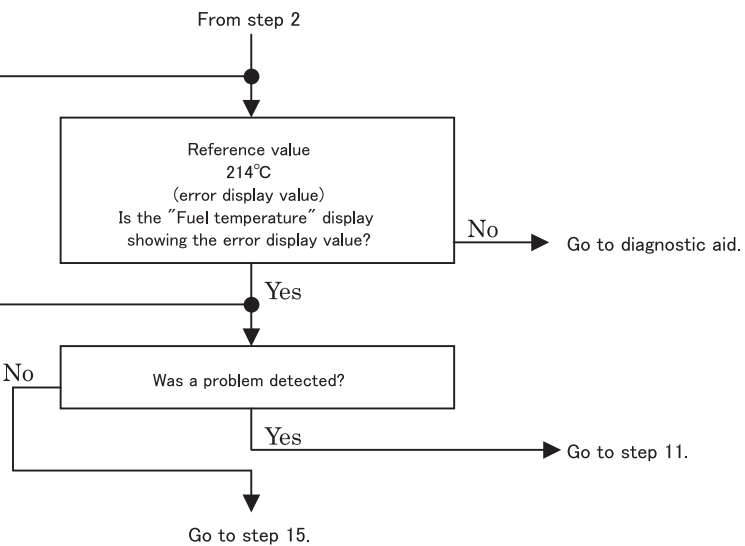 From step 2
Reference value
214℃
(error display value)
Is the "Fuel temperature" display
showing the error display value?
No
Go to diagnostic aid.
Yes
No
Was a problem detected?
Yes
Go to step 11.
Go to step 15.